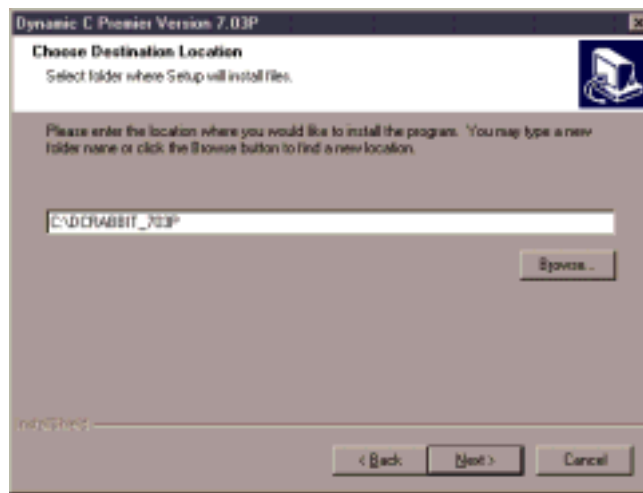 Dynamic C Premier Version 7.03P
Choose Destination Location
Select folder where Setup will install files.
Please enter the location where you would like to install the program. You may type a new
folder name or click the Browse button to find a new location.
C:\DCRABBIT_703P
Browse...
InstallShield
< Back
Next >
Cancel